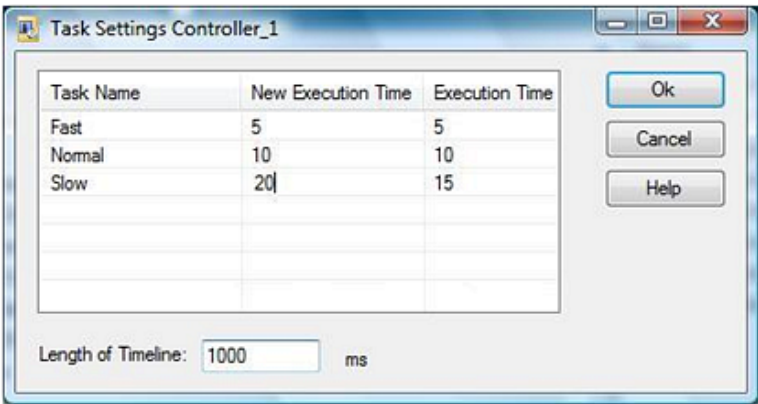 Task Settings Controller_1
Task Name New Execution Time Execution Time
Fast 5 5
Normal 10 10
Slow 20 15
Ok
Cancel
Help
Length of Timeline: 1000 ms